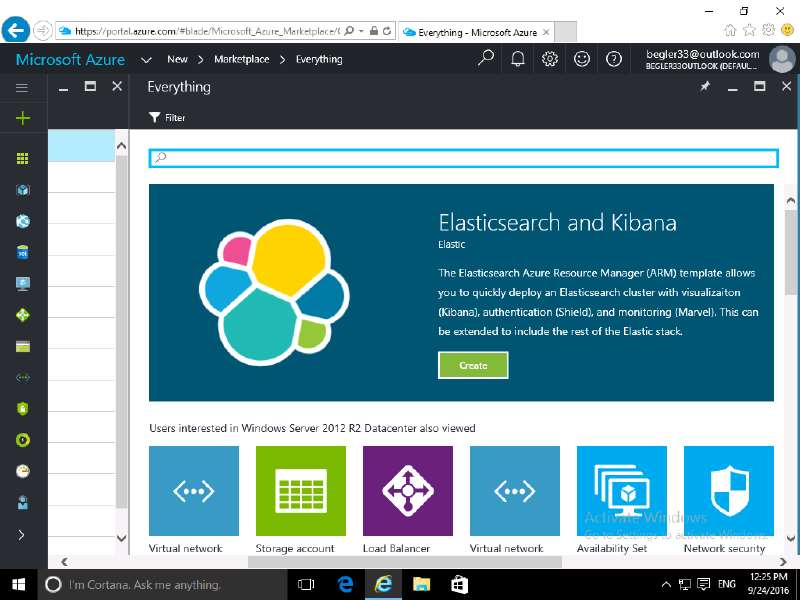 https://portal.azure.com/#blade/Microsoft_Azure_Marketplace/
Everything - Microsoft Azure
Microsoft Azure
New > Marketplace > Everything
begler33@outlook.com
BEGLER33OUTLOOK (DEFAUL...
Everything
Filter
Elasticsearch and Kibana
Elastic
The Elasticsearch Azure Resource Manager (ARM) template allows
you to quickly deploy an Elasticsearch cluster with visualizaiton
(Kibana), authentication (Shield), and monitoring (Marvel). This can
be extended to include the rest of the Elastic stack.
Create
Users interested in Windows Server 2012 R2 Datacenter also viewed
Virtual network
Storage account
Load Balancer
Virtual network
Availability Set
Network security
Activate Windows
Go to Settings to activate Windows.
I'm Cortana. Ask me anything.
ENG
12:25 PM
9/24/2016